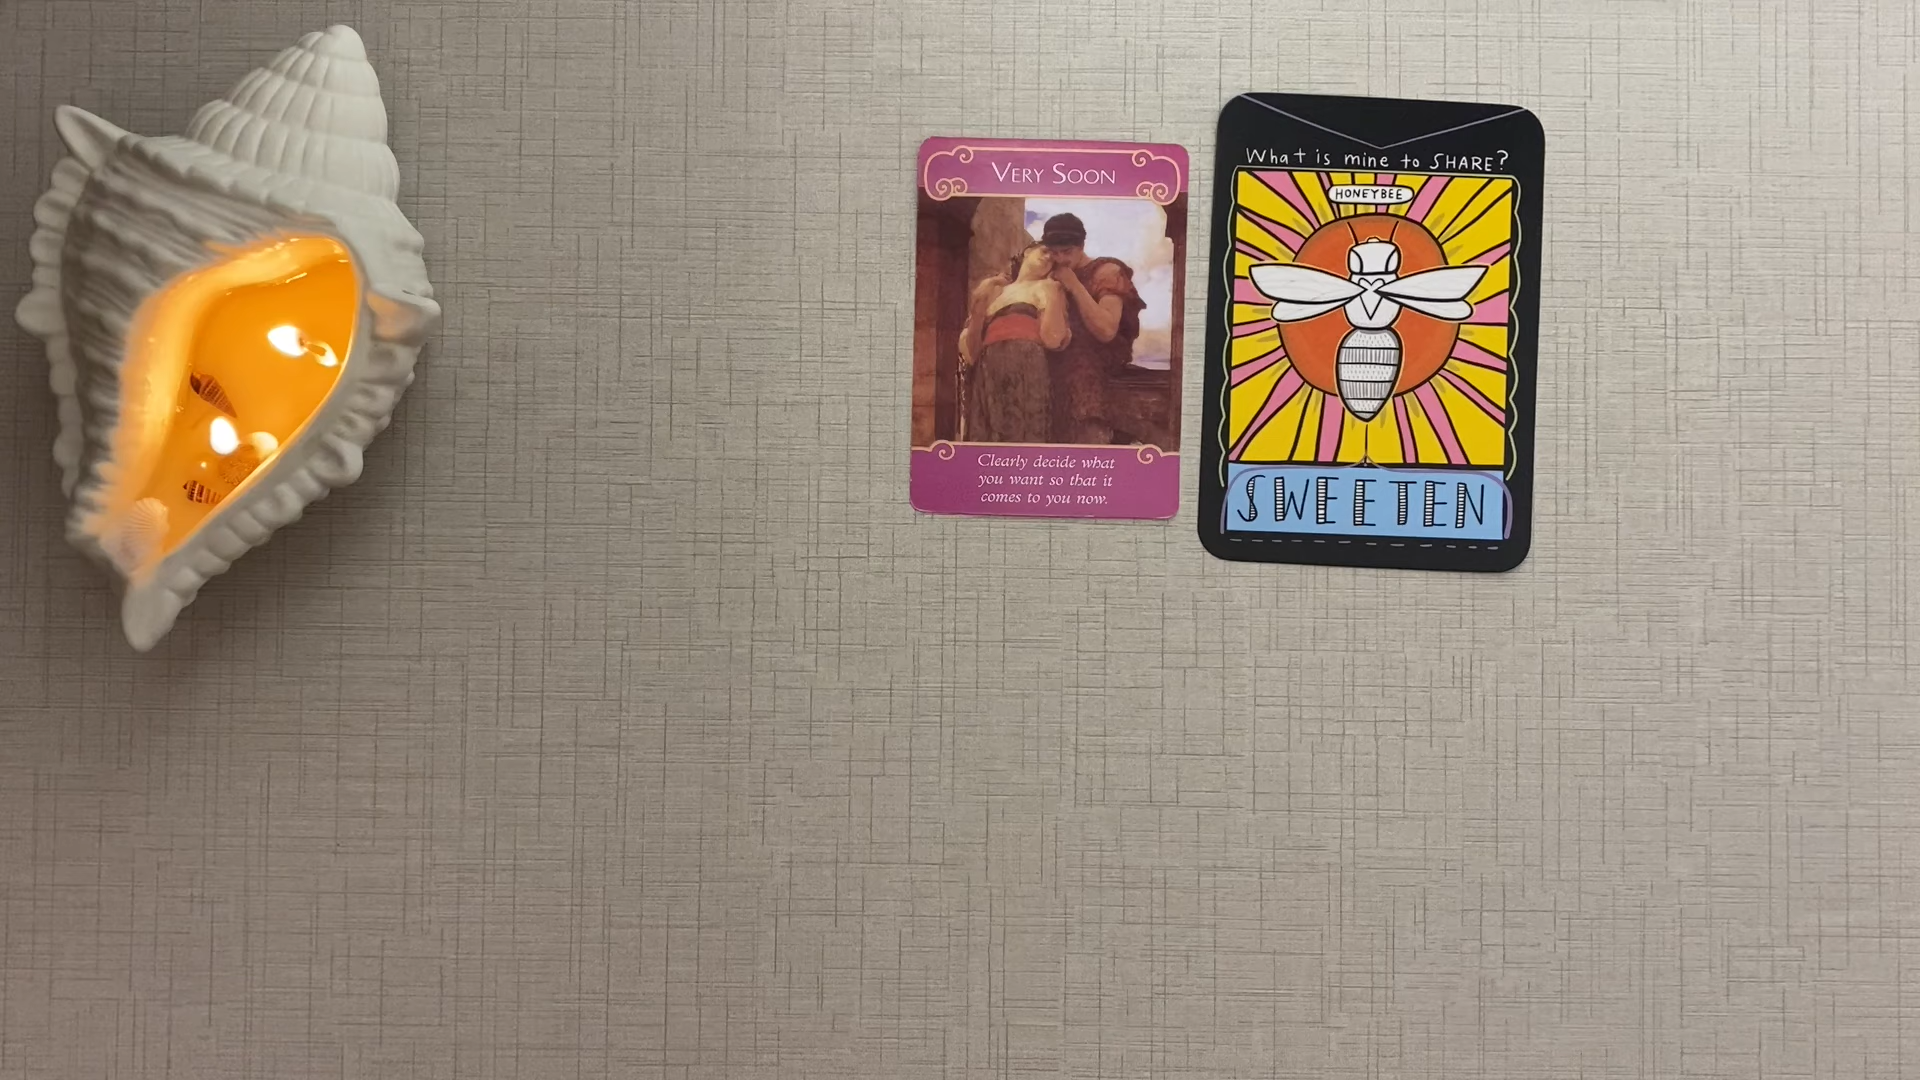 VERY SOON
Clearly decide what
you want so that it
comes to you now.
What is mine to SHARE?
HONEYBEE
SWEETEN